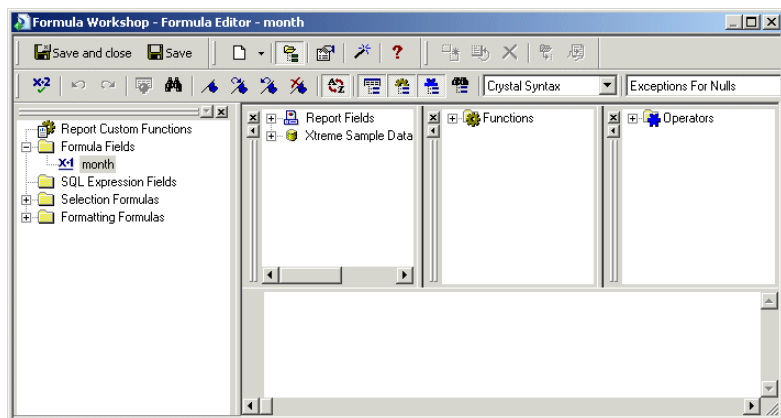 Formula Workshop - Formula Editor - month
Save and close Save
Crystal Syntax Exceptions For Nulls
Report Custom Functions
Formula Fields
month
SQL Expression Fields
Selection Formulas
Formatting Formulas
Report Fields
Xtreme Sample Data
Functions
Operators